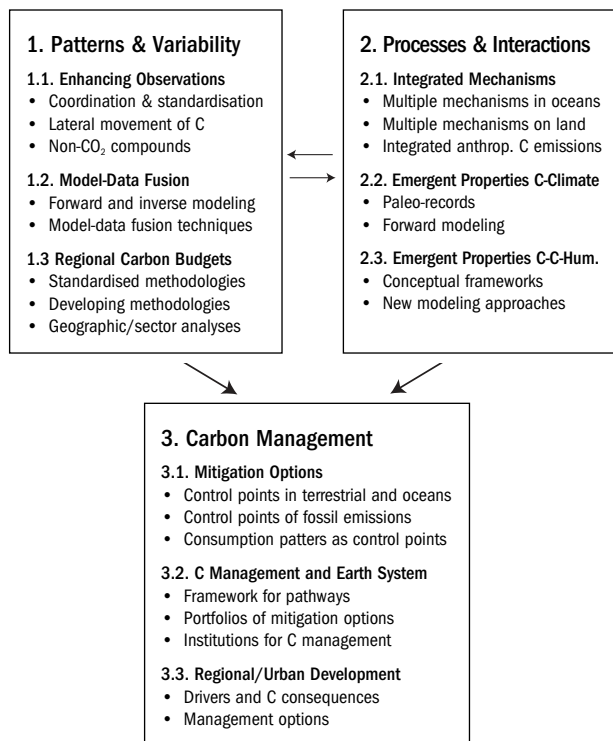 1. Patterns & Variability
1.1. Enhancing Observations
• Coordination & standardisation
• Lateral movement of C
• Non-CO₂ compounds
1.2. Model-Data Fusion
• Forward and inverse modeling
• Model-data fusion techniques
1.3 Regional Carbon Budgets
• Standardised methodologies
• Developing methodologies
• Geographic/sector analyses
2. Processes & Interactions
2.1. Integrated Mechanisms
• Multiple mechanisms in oceans
• Multiple mechanisms on land
• Integrated anthrop. C emissions
2.2. Emergent Properties C-Climate
• Paleo-records
• Forward modeling
2.3. Emergent Properties C-C-Hum.
• Conceptual frameworks
• New modeling approaches
3. Carbon Management
3.1. Mitigation Options
• Control points in terrestrial and oceans
• Control points of fossil emissions
• Consumption patters as control points
3.2. C Management and Earth System
• Framework for pathways
• Portfolios of mitigation options
• Institutions for C management
3.3. Regional/Urban Development
• Drivers and C consequences
• Management options